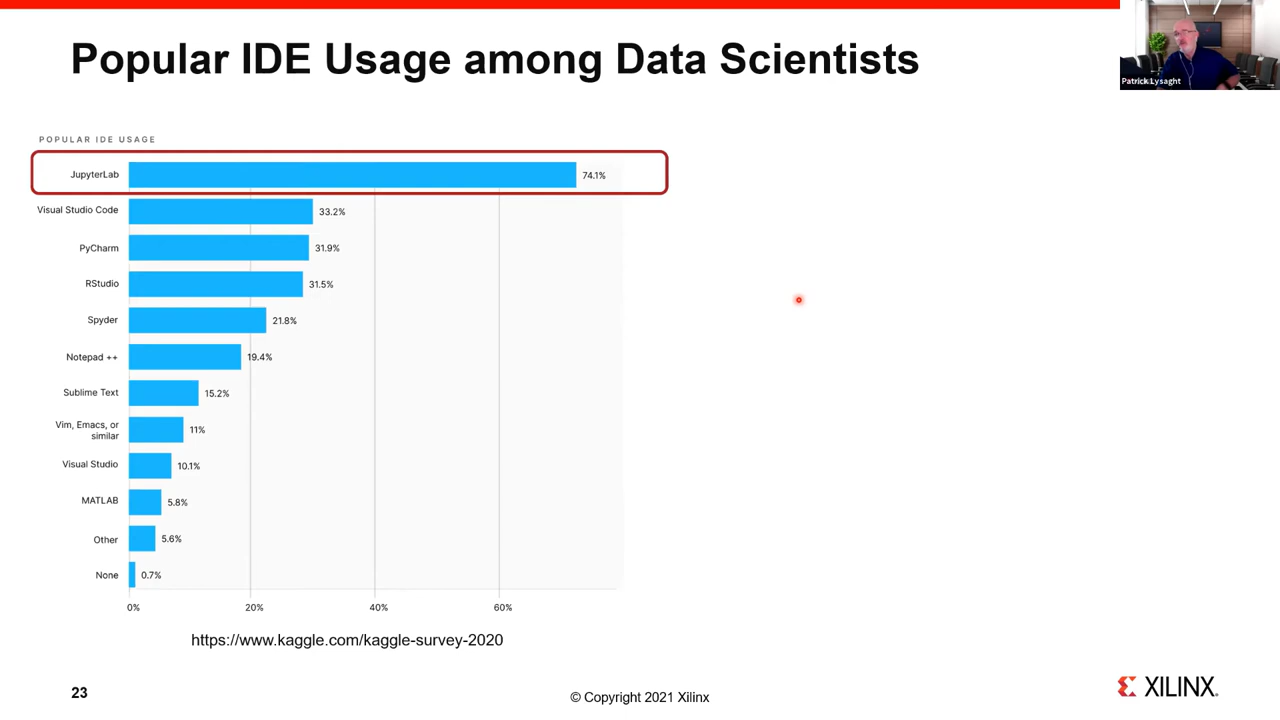 Popular IDE Usage among Data Scientists
Patrick Lysaght
POPULAR IDE USAGE
JupyterLab 74.1%
Visual Studio Code 33.2%
PyCharm 31.9%
RStudio 31.5%
Spyder 21.8%
Notepad ++ 19.4%
Sublime Text 15.2%
Vim, Emacs, or
similar 11%
Visual Studio 10.1%
MATLAB 5.8%
Other 5.6%
None 0.7%
0% 20% 40% 60%
https://www.kaggle.com/kaggle-survey-2020
23
© Copyright 2021 Xilinx
XILINX.